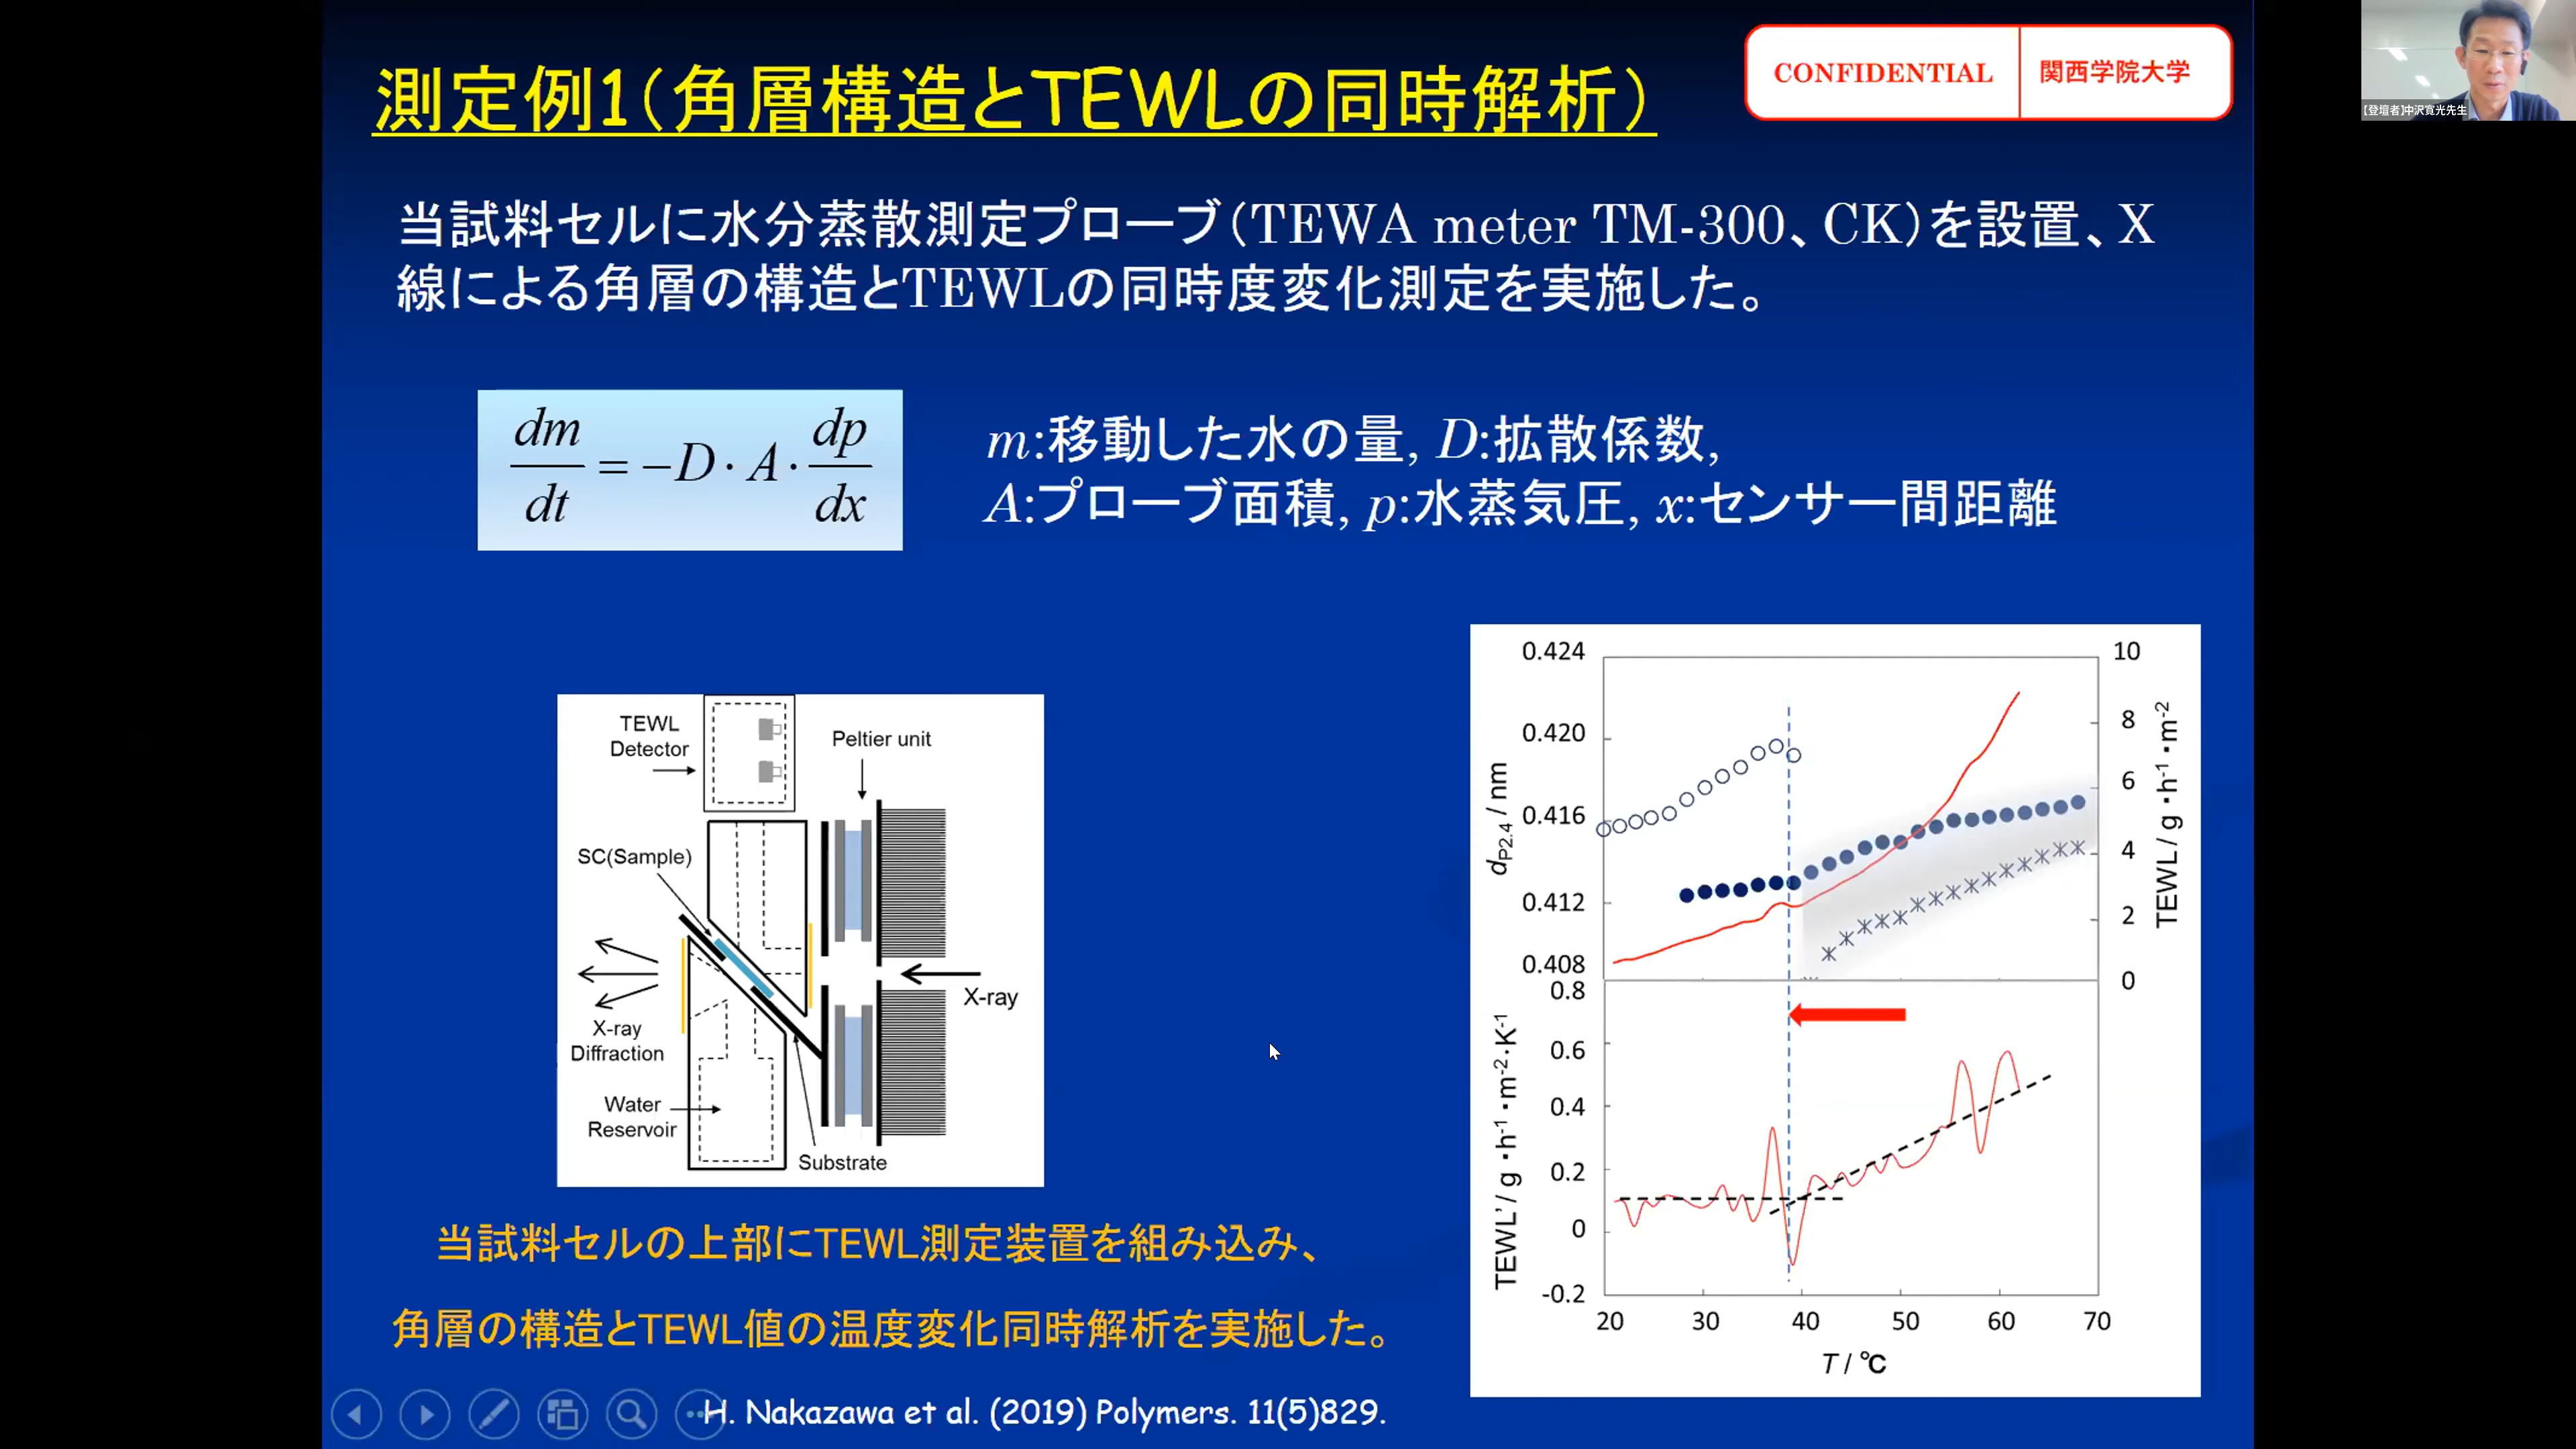 測定例1(角層構造とTEWLの同時解析)
CONFIDENTIAL 関西学院大学
【登壇者】中沢寛光先生
当試料セルに水分蒸散測定プローブ(TEWA meter TM-300、CK)を設置、X
線による角層の構造とTEWLの同時度変化測定を実施した。
dm/dt = −D · A · dp/dx
m:移動した水の量, D:拡散係数,
A:プローブ面積, p:水蒸気圧, x:センサー間距離
TEWL
Detector
Peltier unit
SC(Sample)
X-ray
X-ray
Diffraction
Water
Reservoir
Substrate
0.424
0.420
0.416
0.412
0.408
dP2.4 / nm
10
8
6
4
2
0
TEWL / g・h-1・m-2
0.8
0.6
0.4
0.2
0
-0.2
TEWL' / g・h-1・m-2・K-1
20 30 40 50 60 70
T / ℃
当試料セルの上部にTEWL測定装置を組み込み、
角層の構造とTEWL値の温度変化同時解析を実施した。
H. Nakazawa et al. (2019) Polymers. 11(5)829.